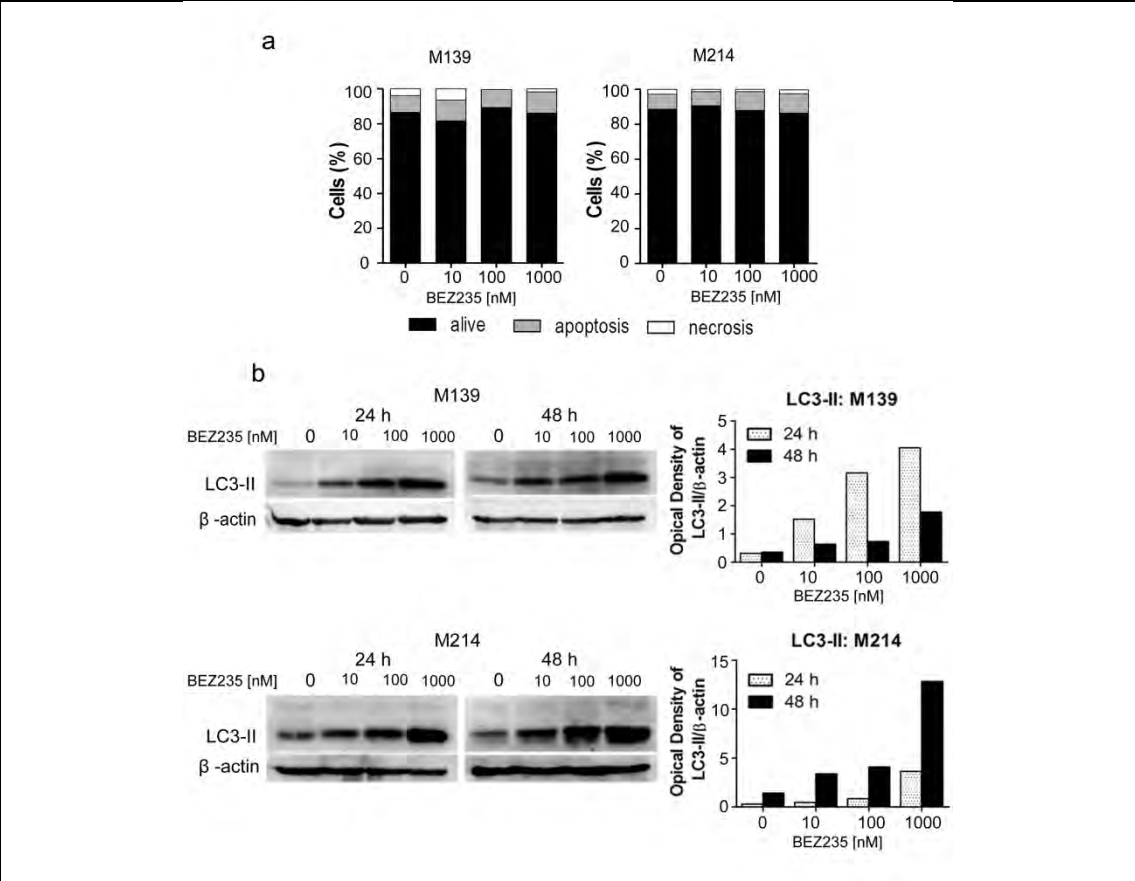 a
M139
M214
Cells (%)
100
80
60
40
20
0
0 10 100 1000
BEZ235 [nM]
Cells (%)
100
80
60
40
20
0
0 10 100 1000
BEZ235 [nM]
alive apoptosis necrosis
b
M139
24 h 48 h
BEZ235 [nM] 0 10 100 1000 0 10 100 1000
LC3-II
β -actin
LC3-II: M139
Opical Density of
LC3-II/β-actin
5
4
3
2
1
0
24 h
48 h
0 10 100 1000
BEZ235 [nM]
M214
24 h 48 h
BEZ235 [nM] 0 10 100 1000 0 10 100 1000
LC3-II
β -actin
LC3-II: M214
Opical Density of
LC3-II/β-actin
15
10
5
0
24 h
48 h
0 10 100 1000
BEZ235 [nM]